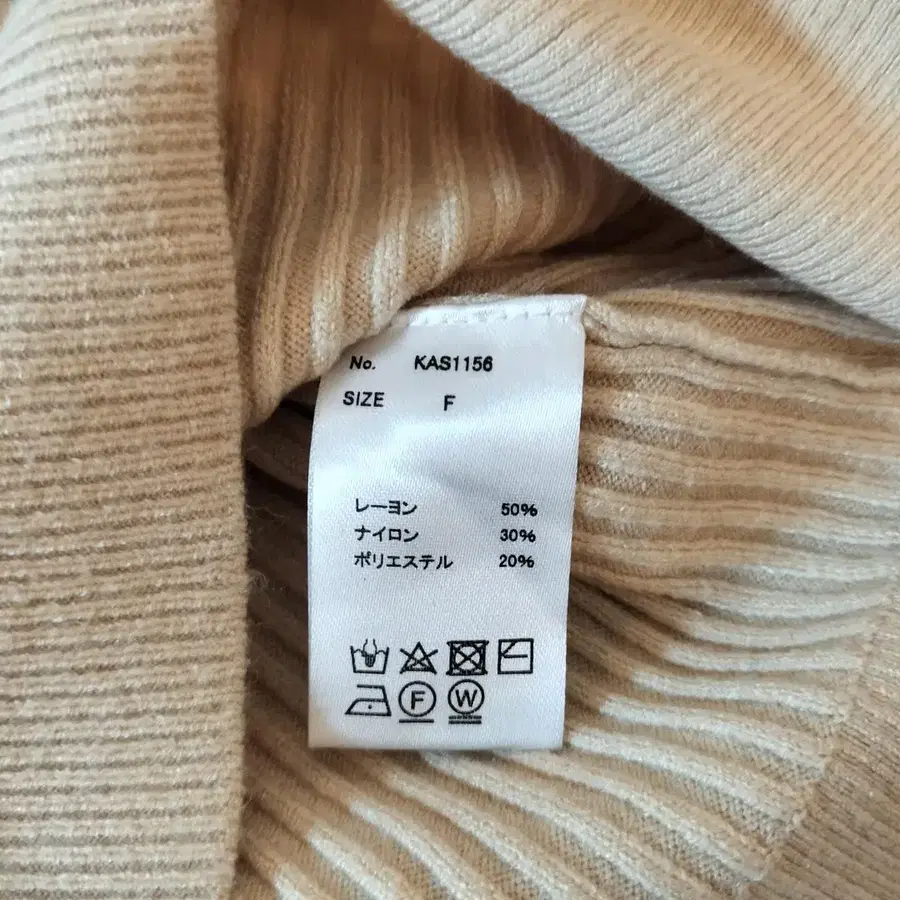 No. KAS1156
SIZE F
レーヨン 50%
ナイロン 30%
ポリエステル 20%
F W